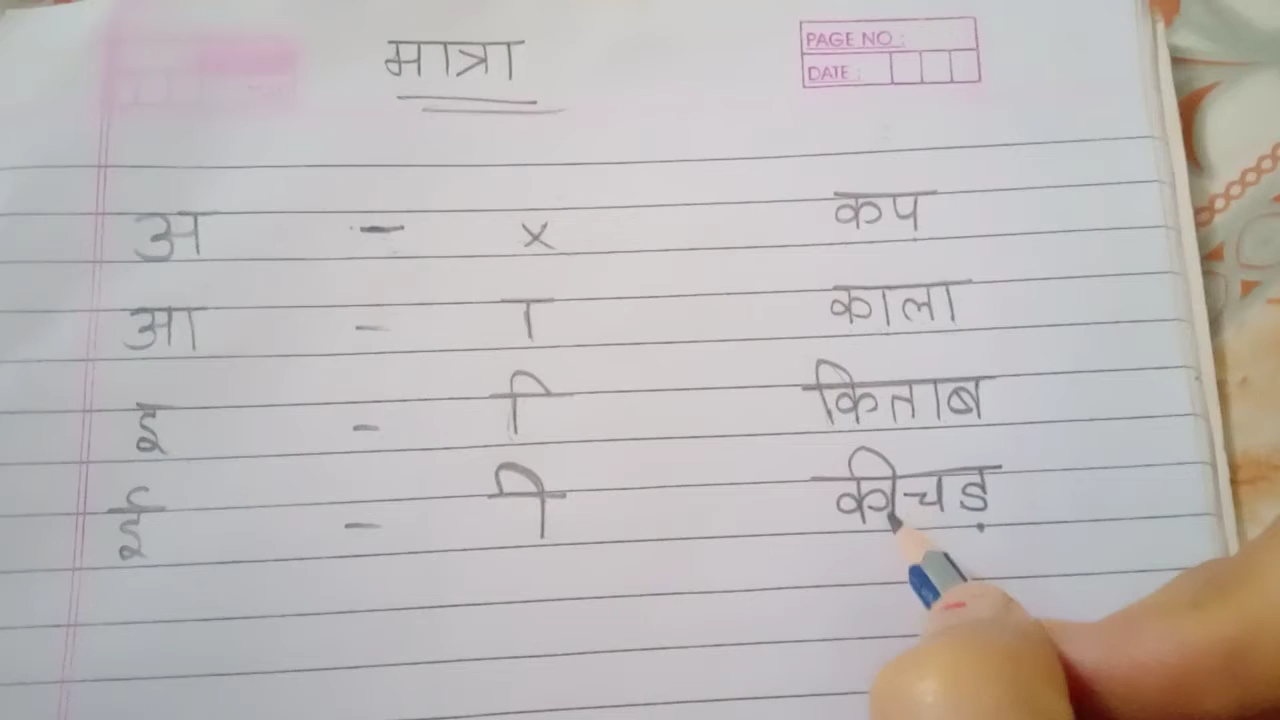 मात्रा
PAGE NO :
DATE :
अ - × कप
आ - ा काला
इ - ि किताब
ई - ी कीचड़